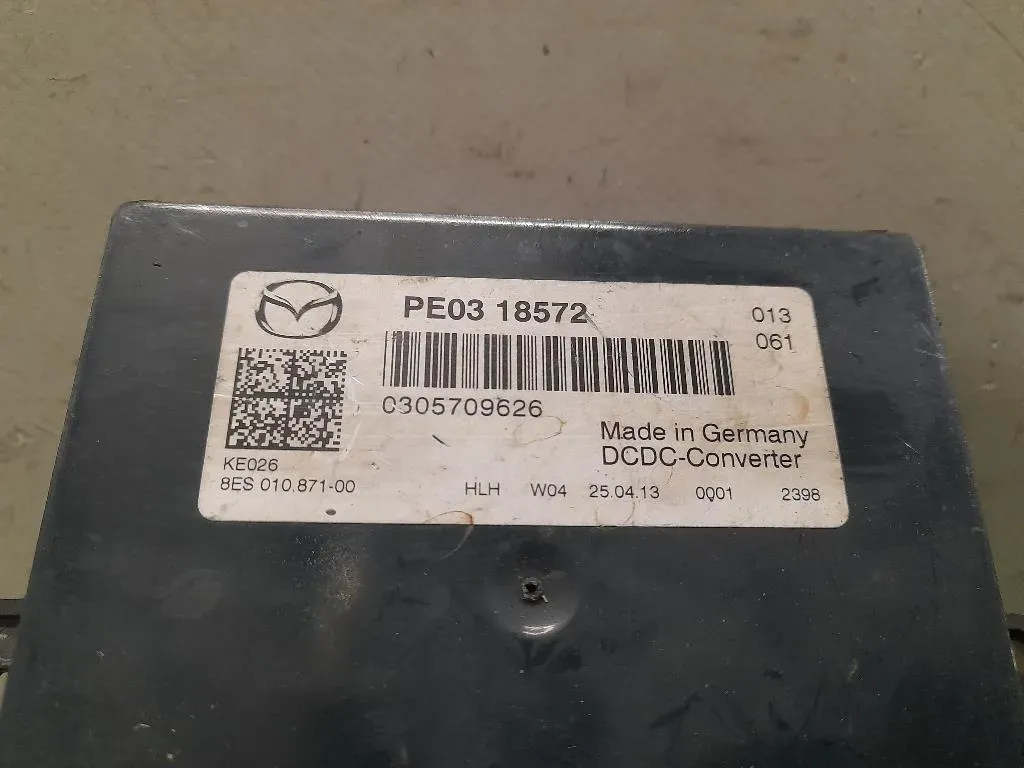 PE03 18572
013
061
0305709626
Made in Germany
DCDC-Converter
KE026
8ES 010.871-00
HLH W04 25.04.13 0001 2398